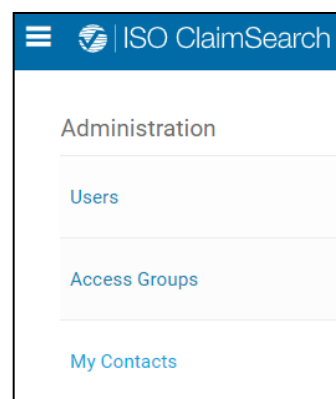 ISO ClaimSearch
Administration
Users
Access Groups
My Contacts